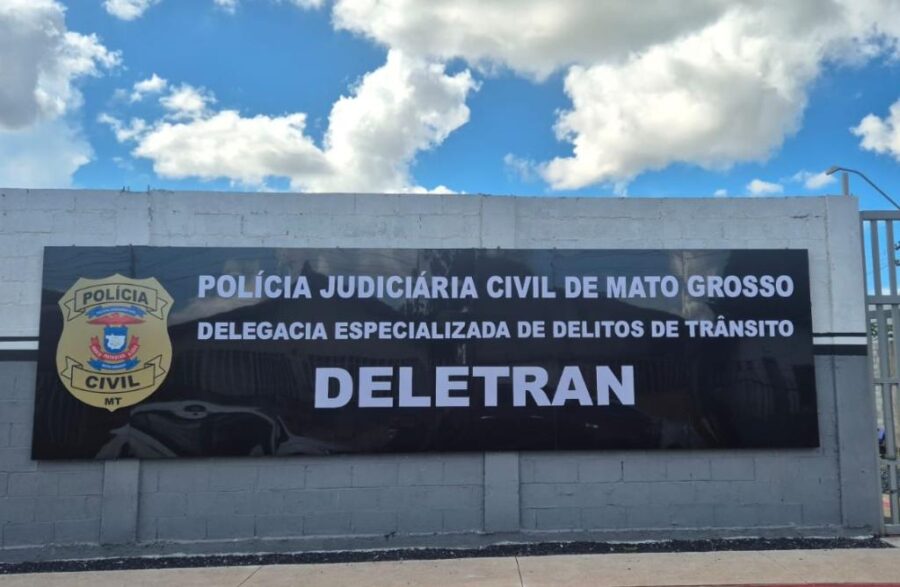 POLÍCIA
CIVIL
MT
POLÍCIA JUDICIÁRIA CIVIL DE MATO GROSSO
DELEGACIA ESPECIALIZADA DE DELITOS DE TRÂNSITO
DELETRAN